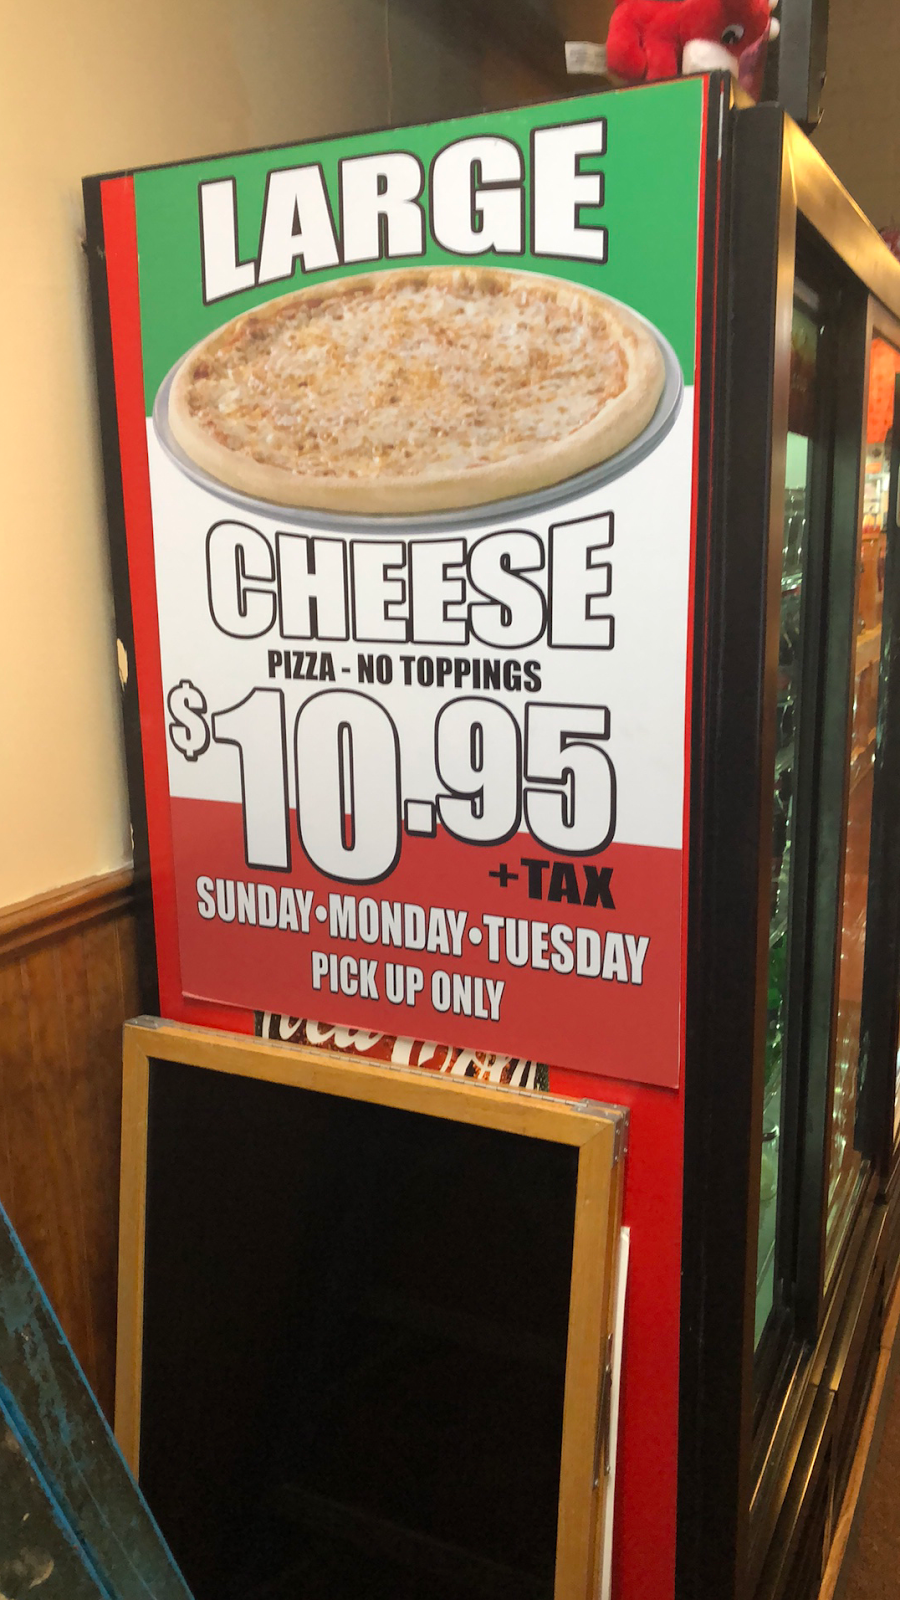 LARGE
CHEESE
PIZZA - NO TOPPINGS
$10.95
+TAX
SUNDAY•MONDAY•TUESDAY
PICK UP ONLY